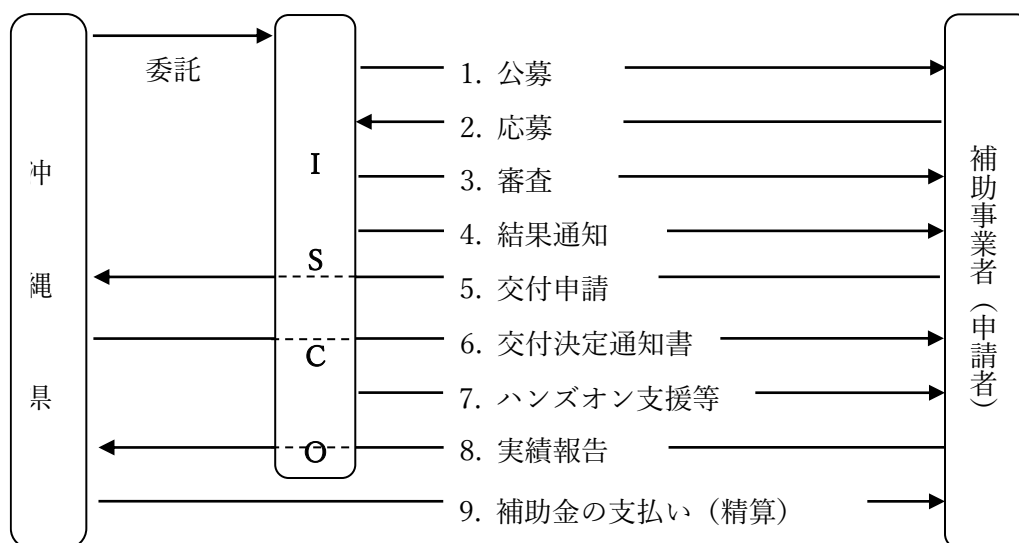 沖縄県
委託
ISCO
1. 公募
2. 応募
3. 審査
4. 結果通知
5. 交付申請
6. 交付決定通知書
7. ハンズオン支援等
8. 実績報告
9. 補助金の支払い（精算）
補助事業者（申請者）